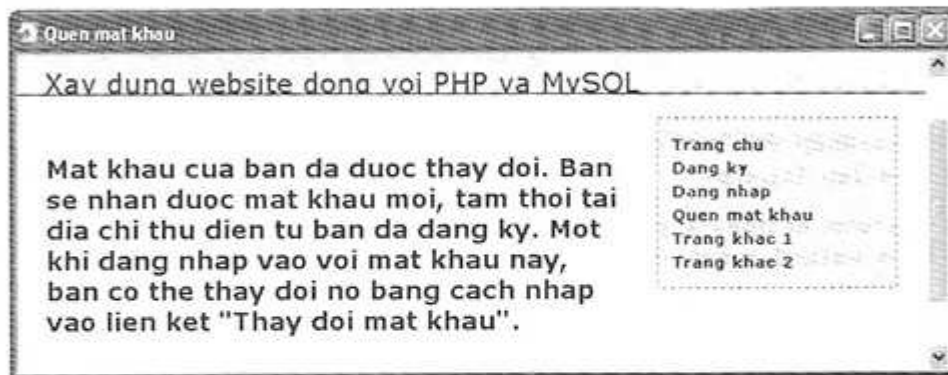 Quen mat khau
Xay dung website dong voi PHP va MySQL
Mat khau cua ban da duoc thay doi. Ban
se nhan duoc mat khau moi, tam thoi tai
dia chi thu dien tu ban da dang ky. Mot
khi dang nhap vao voi mat khau nay,
ban co the thay doi no bang cach nhap
vao lien ket "Thay doi mat khau".
Trang chu
Dang ky
Dang nhap
Quen mat khau
Trang khac 1
Trang khac 2